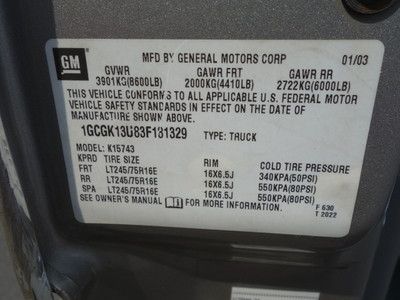 GM
MFD BY GENERAL MOTORS CORP 01/03
GVWR GAWR FRT GAWR RR
3901KG(8600LB) 2000KG(4410LB) 2722KG(6000LB)
THIS VEHICLE CONFORMS TO ALL APPLICABLE U.S. FEDERAL MOTOR
VEHICLE SAFETY STANDARDS IN EFFECT ON THE DATE OF
MANUFACTURE SHOWN ABOVE.
1GCGK13U83F181329 TYPE: TRUCK
MODEL: K15743
KPRD TIRE SIZE RIM COLD TIRE PRESSURE
FRT LT245/75R16E 16X6.5J 340KPA(50PSI)
RR LT245/75R16E 16X6.5J 550KPA(80PSI)
SPA LT245/75R16E 16X6.5J 550KPA(80PSI)
SEE OWNER'S MANUAL FOR MORE INFORMATION.
F 630
T 2022